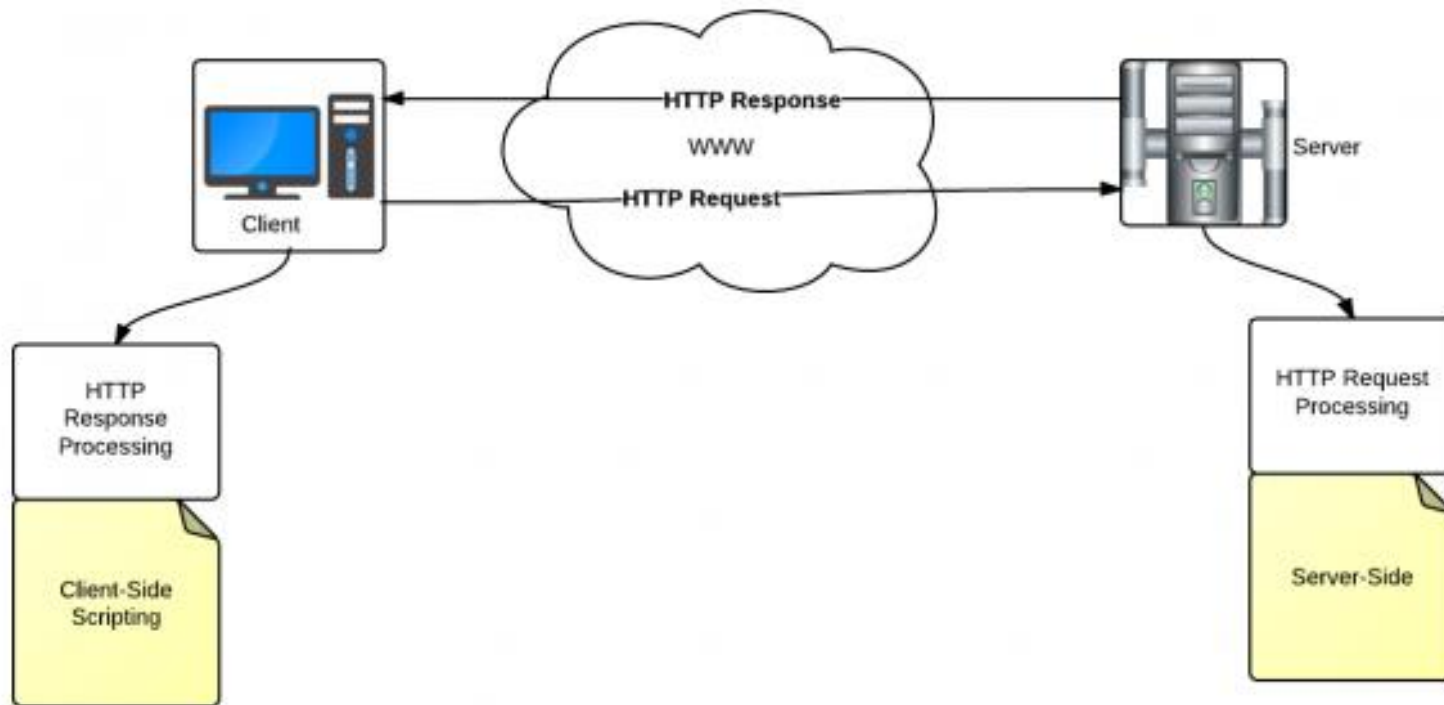 HTTP Response
WWW
Server
HTTP Request
Client
HTTP
Response
Processing
HTTP Request
Processing
Client-Side
Scripting
Server-Side